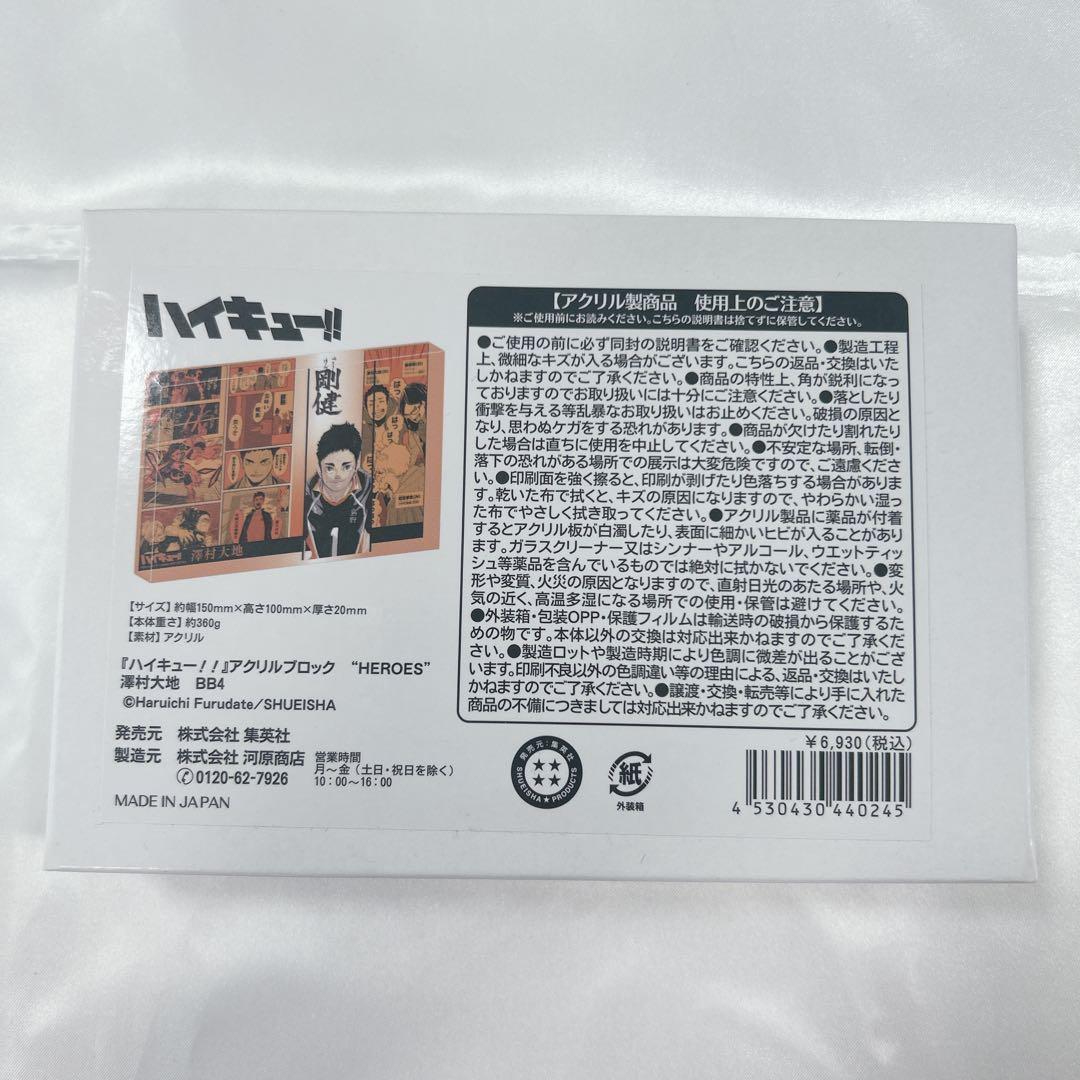 ハイキュー!!
剛健
澤村大地
ハイキュー!!
【サイズ】約幅150mm×高さ100mm×厚さ20mm
【本体重さ】約360g
【素材】アクリル
『ハイキュー！！』アクリルブロック “HEROES”
澤村大地 BB4
©Haruichi Furudate/SHUEISHA
発売元 株式会社 集英社
製造元 株式会社 河原商店
0120-62-7926
営業時間
月～金（土日・祝日を除く）
10：00～16：00
MADE IN JAPAN
【アクリル製商品 使用上のご注意】
※ご使用前にお読みください。こちらの説明書は捨てずに保管してください。
●ご使用の前に必ず同封の説明書をご確認ください。●製造工程
上、微細なキズが入る場合がございます。こちらの返品・交換はいた
しかねますのでご了承ください。●商品の特性上、角が鋭利になっ
ておりますのでお取り扱いには十分にご注意ください。●落としたり
衝撃を与える等乱暴なお取り扱いはお止めください。破損の原因と
なり、思わぬケガをする恐れがあります。●商品が欠けたり割れたり
した場合は直ちに使用を中止してください。●不安定な場所、転倒・
落下の恐れがある場所での展示は大変危険ですので、ご遠慮くださ
い。●印刷面を強く擦ると、印刷が剥げたり色落ちする場合がありま
す。乾いた布で拭くと、キズの原因になりますので、やわらかい湿っ
た布でやさしく拭き取ってください。●アクリル製品に薬品が付着
するとアクリル板が白濁したり、表面に細かいヒビが入ることがあり
ます。ガラスクリーナー又はシンナーやアルコール、ウエットティッ
シュ等薬品を含んでいるものでは絶対に拭かないでください。●変
形や変質、火災の原因となりますので、直射日光のあたる場所や、火
気の近く、高温多湿になる場所での使用・保管は避けてください。
●外装箱・包装OPP・保護フィルムは輸送時の破損から保護するた
めの物です。本体以外の交換は対応出来かねますのでご了承くださ
い。●製造ロットや製造時期により色調に微差が出ることがござ
います。印刷不良以外の色調違い等の理由による、返品・交換はいたし
かねますのでご了承ください。●譲渡・交換・転売等により手に入れた
商品の不備につきましては対応出来かねますのでご了承ください。
発売元：集英社
SHUEISHA★PRODUCTS
紙
外装箱
￥6,930（税込）
4 530430 440245